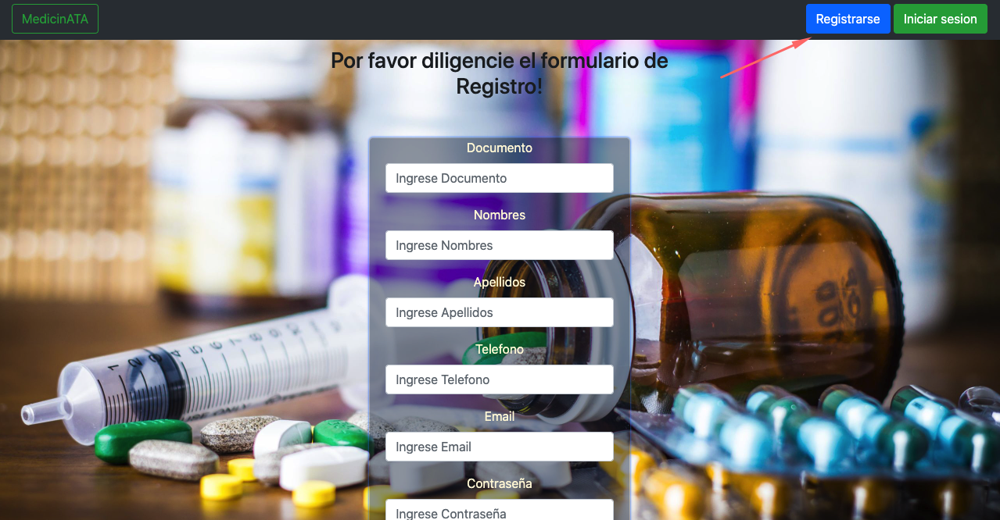 MedicinATA
Registrarse
Iniciar sesion
Por favor diligencie el formulario de
Registro!
Documento
Ingrese Documento
Nombres
Ingrese Nombres
Apellidos
Ingrese Apellidos
Telefono
Ingrese Telefono
Email
Ingrese Email
Contraseña
Ingrese Contraseña